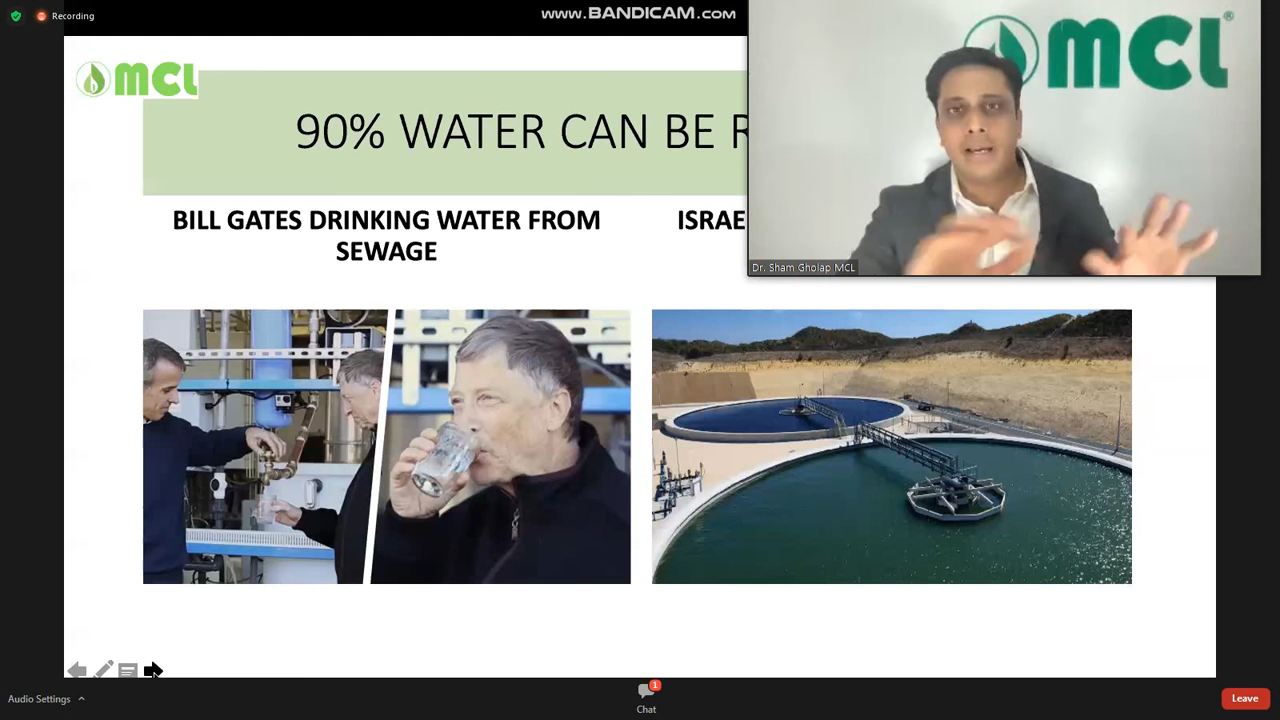 Recording
www.BANDICAM.com
MCL
MCL®
90% WATER CAN BE R
Dr. Sham Gholap MCL
BILL GATES DRINKING WATER FROM
SEWAGE
ISRAE
Audio Settings
1
Chat
Leave